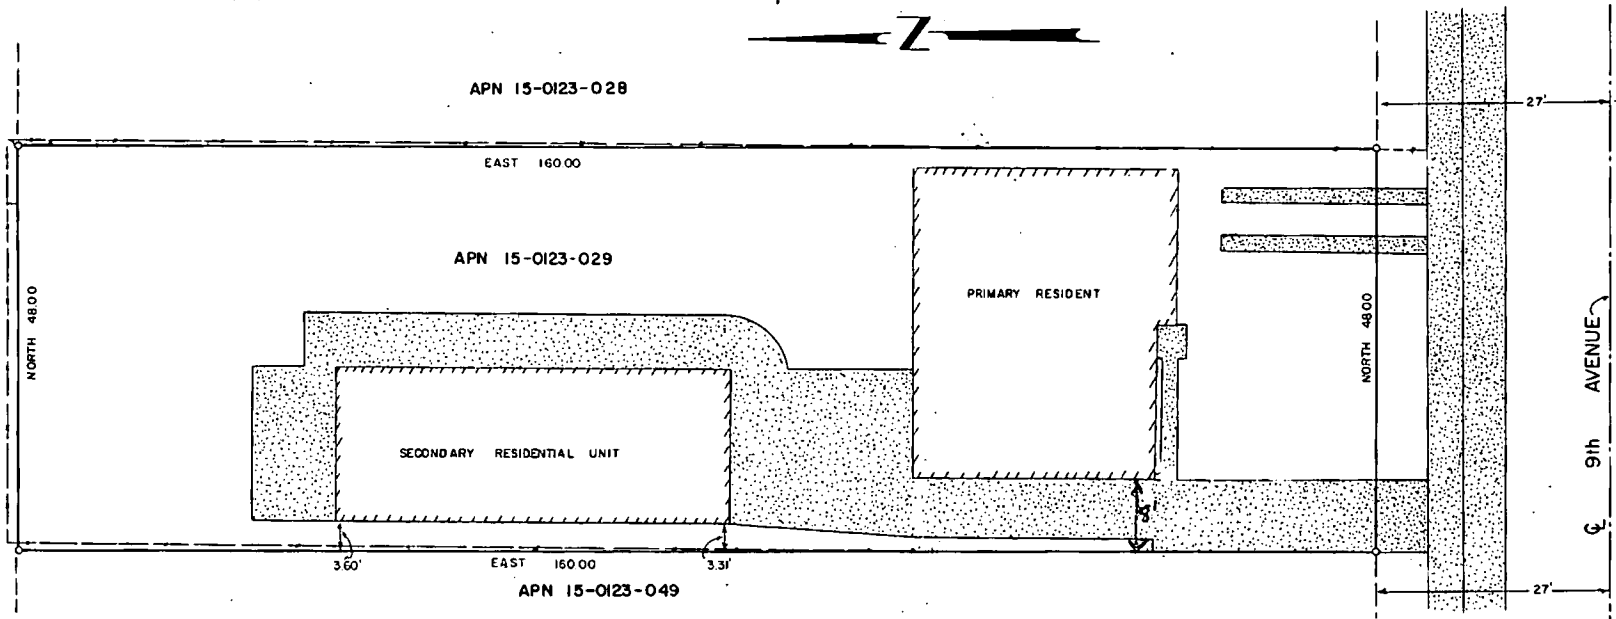 Z
APN 15-0123-028
27'
EAST 160.00
APN 15-0123-029
PRIMARY RESIDENT
NORTH 48.00
NORTH 48.00
℄ 9th AVENUE
SECONDARY RESIDENTIAL UNIT
8'
3.60'
EAST 160.00
3.31'
APN 15-0123-049
27'